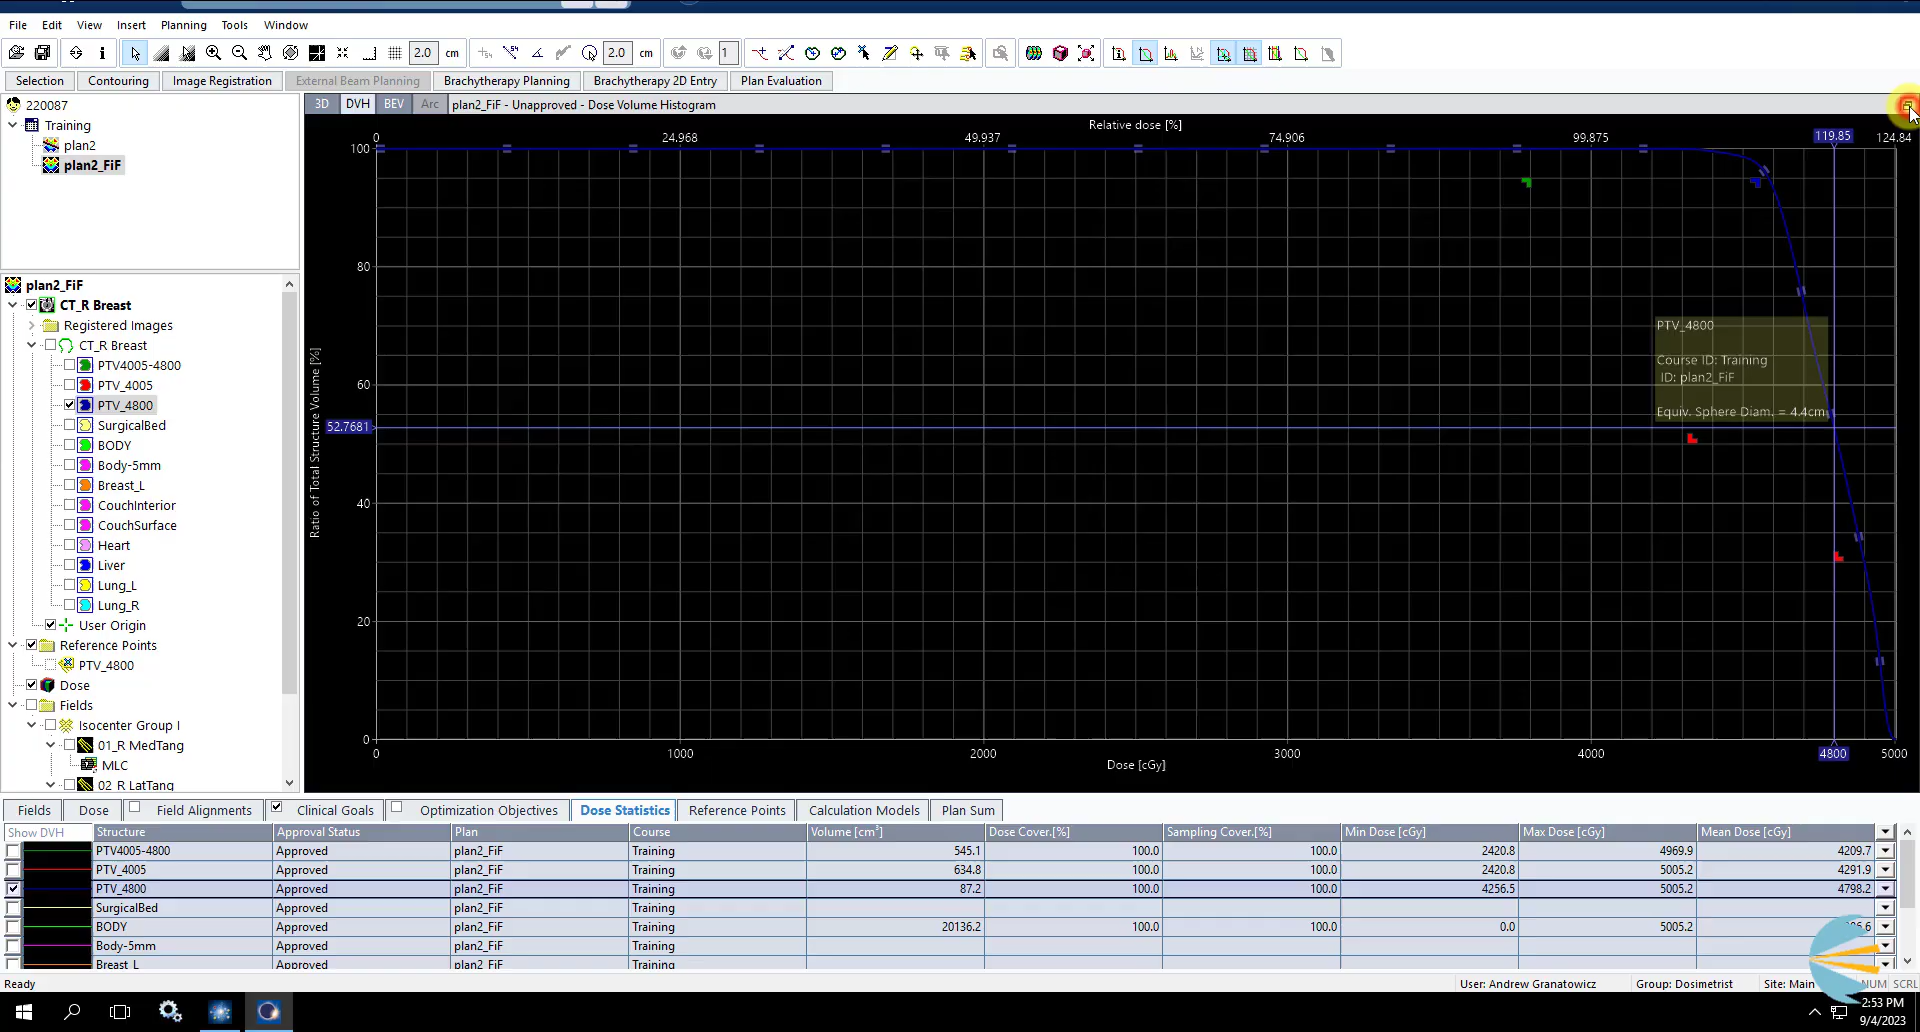 File Edit View Insert Planning Tools Window
2.0 cm 2.0 cm 1
Selection Contouring Image Registration External Beam Planning Brachytherapy Planning Brachytherapy 2D Entry Plan Evaluation
220087
Training
plan2
plan2_FiF
plan2_FiF
CT_R Breast
Registered Images
CT_R Breast
PTV4005-4800
PTV_4005
PTV_4800
SurgicalBed
BODY
Body-5mm
Breast_L
CouchInterior
CouchSurface
Heart
Liver
Lung_L
Lung_R
User Origin
Reference Points
PTV_4800
Dose
Fields
Isocenter Group I
01_R MedTang
MLC
02 R LatTang
3D DVH BEV Arc plan2_FiF - Unapproved - Dose Volume Histogram
Relative dose [%]
0 24.968 49.937 74.906 99.875 119.85 124.84
100
80
60
52.7681
40
20
0
Ratio of Total Structure Volume [%]
PTV_4800
Course ID: Training
ID: plan2_FiF
Equiv. Sphere Diam. = 4.4cm
0 1000 2000 3000 4000 4800 5000
Dose [cGy]
Fields Dose Field Alignments Clinical Goals Optimization Objectives Dose Statistics Reference Points Calculation Models Plan Sum
Show DVH Structure Approval Status Plan Course Volume [cm³] Dose Cover.[%] Sampling Cover.[%] Min Dose [cGy] Max Dose [cGy] Mean Dose [cGy]
PTV4005-4800 Approved plan2_FiF Training 545.1 100.0 100.0 2420.8 4969.9 4209.7
PTV_4005 Approved plan2_FiF Training 634.8 100.0 100.0 2420.8 5005.2 4291.9
PTV_4800 Approved plan2_FiF Training 87.2 100.0 100.0 4256.5 5005.2 4798.2
SurgicalBed Approved plan2_FiF Training
BODY Approved plan2_FiF Training 20136.2 100.0 100.0 0.0 5005.2
Body-5mm Approved plan2_FiF Training
Breast L Approved plan2 FiF Training
Ready User: Andrew Granatowicz Group: Dosimetrist Site: Main NUM SCRL
2:53 PM
9/4/2023